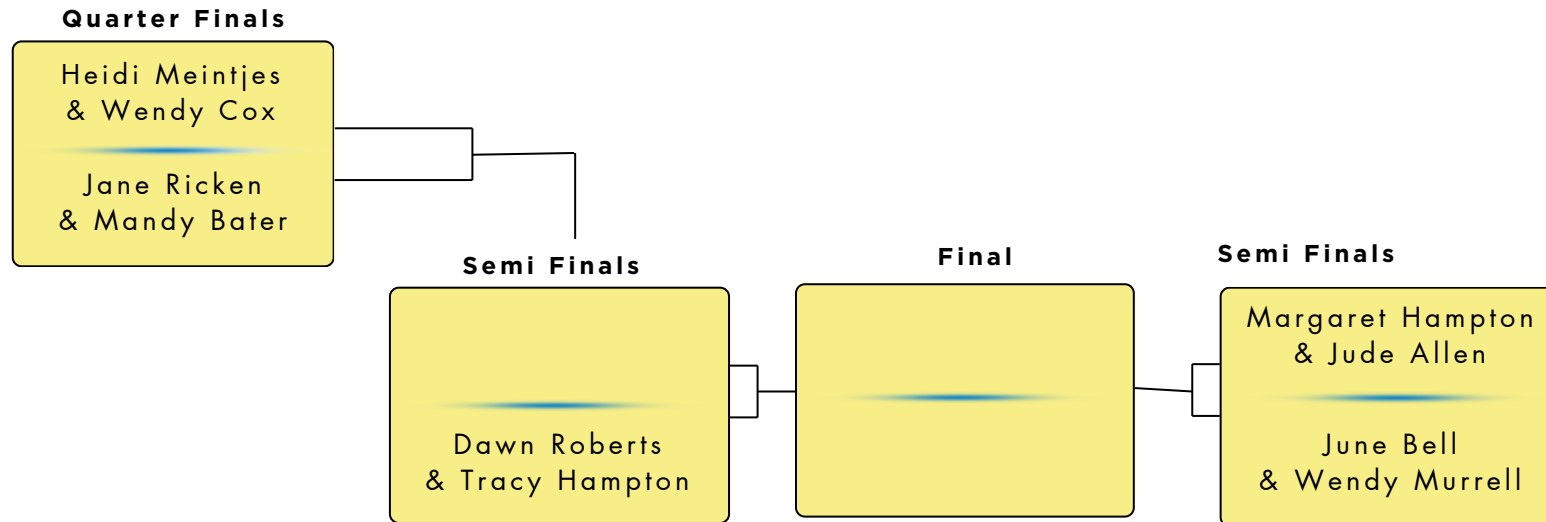 Quarter Finals
Heidi Meintjes
& Wendy Cox
Jane Ricken
& Mandy Bater
Semi Finals
Dawn Roberts
& Tracy Hampton
Final
Semi Finals
Margaret Hampton
& Jude Allen
June Bell
& Wendy Murrell